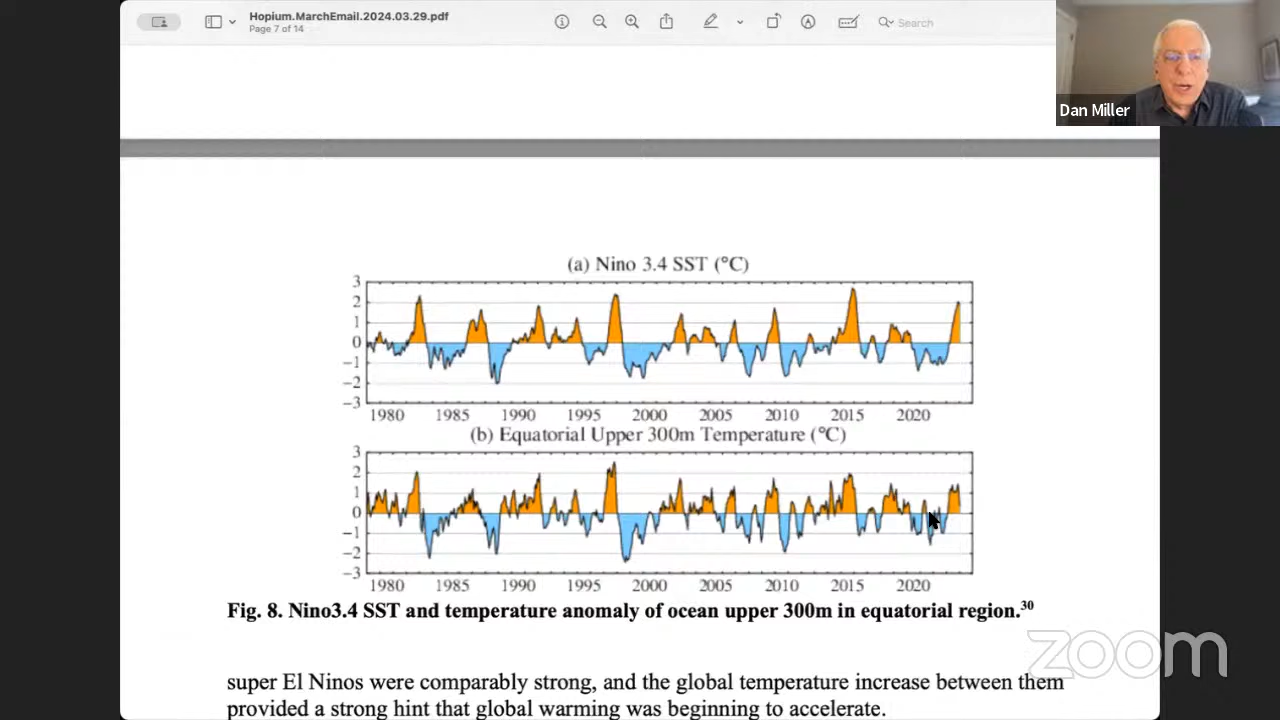 Hopium.MarchEmail.2024.03.29.pdf
Page 7 of 14
Search
Dan Miller
(a) Nino 3.4 SST (°C)
3
2
1
0
−1
−2
−3
1980 1985 1990 1995 2000 2005 2010 2015 2020
(b) Equatorial Upper 300m Temperature (°C)
3
2
1
0
−1
−2
−3
1980 1985 1990 1995 2000 2005 2010 2015 2020
Fig. 8. Nino3.4 SST and temperature anomaly of ocean upper 300m in equatorial region.30
zoom
super El Ninos were comparably strong, and the global temperature increase between them
provided a strong hint that global warming was beginning to accelerate.